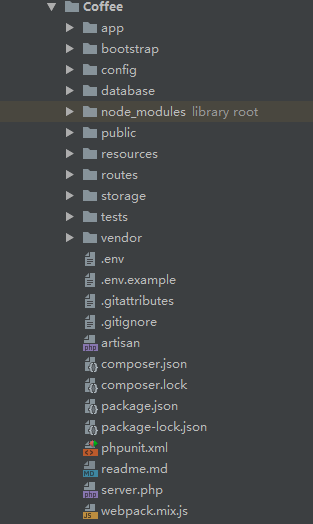 Coffee
app
bootstrap
config
database
node_modules library root
public
resources
routes
storage
tests
vendor
.env
.env.example
.gitattributes
.gitignore
artisan
composer.json
composer.lock
package.json
package-lock.json
phpunit.xml
readme.md
server.php
webpack.mix.js